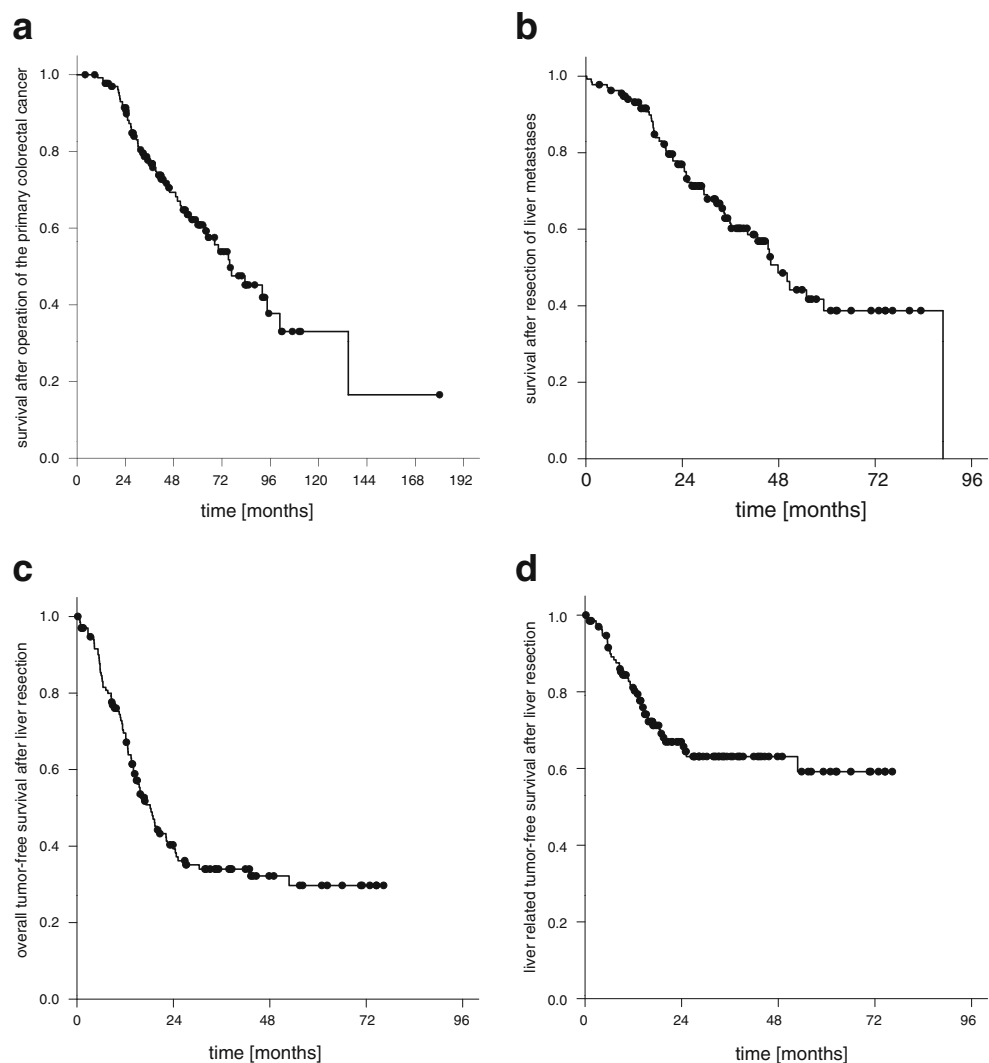 a
survival after operation of the primary colorectal cancer
1.0
0.8
0.6
0.4
0.2
0.0
0 24 48 72 96 120 144 168 192
time [months]
b
survival after resection of liver metastases
1.0
0.8
0.6
0.4
0.2
0.0
0 24 48 72 96
time [months]
c
overall tumor-free survival after liver resection
1.0
0.8
0.6
0.4
0.2
0.0
0 24 48 72 96
time [months]
d
liver related tumor-free survival after liver resection
1.0
0.8
0.6
0.4
0.2
0.0
0 24 48 72 96
time [months]